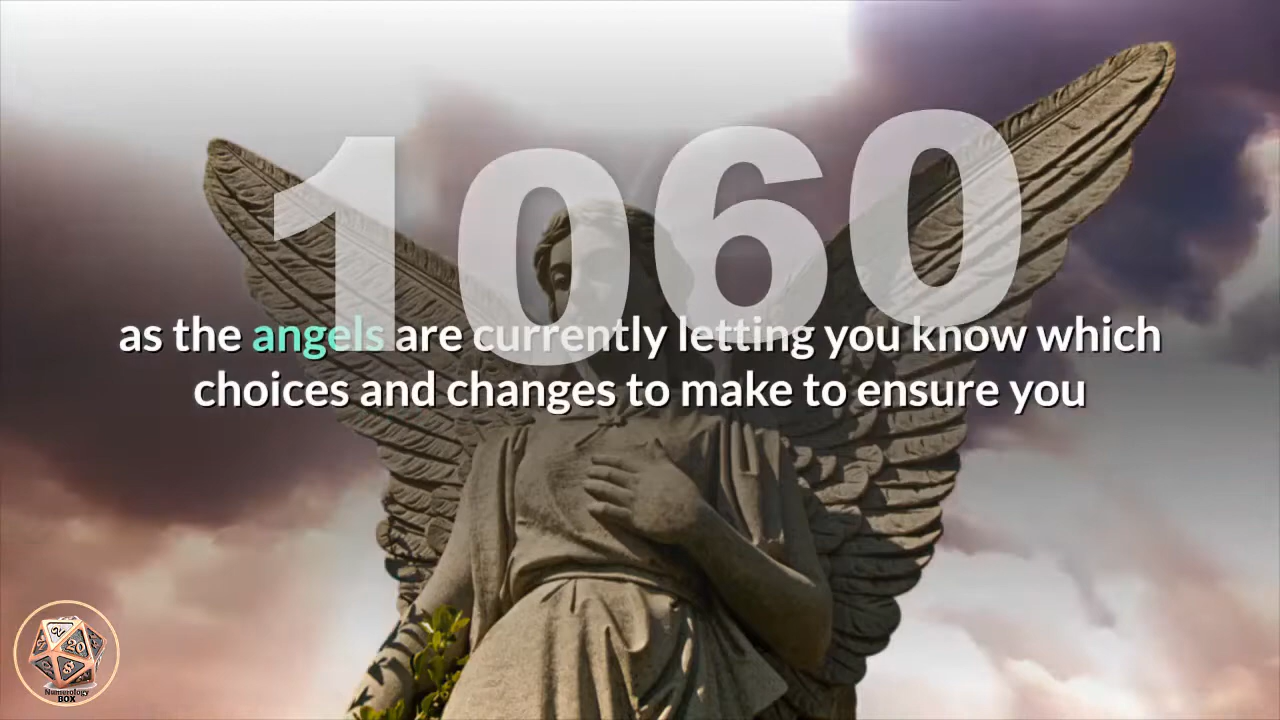 1060
as the angels are currently letting you know which
choices and changes to make to ensure you
20
Numerology
BOX